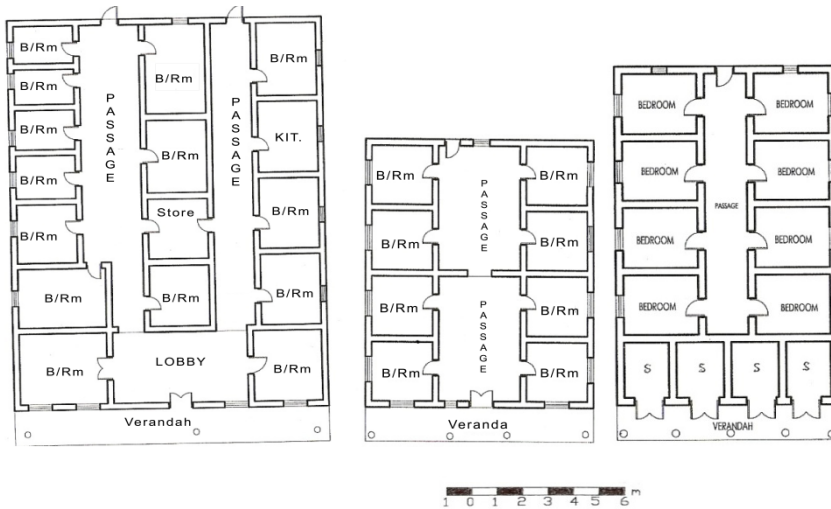 B/Rm
B/Rm
B/Rm
B/Rm
B/Rm
B/Rm
B/Rm
PASSAGE
B/Rm
B/Rm
Store
B/Rm
PASSAGE
B/Rm
KIT.
B/Rm
B/Rm
B/Rm
LOBBY
Verandah
B/Rm
B/Rm
B/Rm
B/Rm
PASSAGE
PASSAGE
B/Rm
B/Rm
B/Rm
B/Rm
Veranda
BEDROOM
BEDROOM
BEDROOM
BEDROOM
PASSAGE
BEDROOM
BEDROOM
BEDROOM
BEDROOM
S
S
S
S
VERANDAH
1 0 1 2 3 4 5 6 m